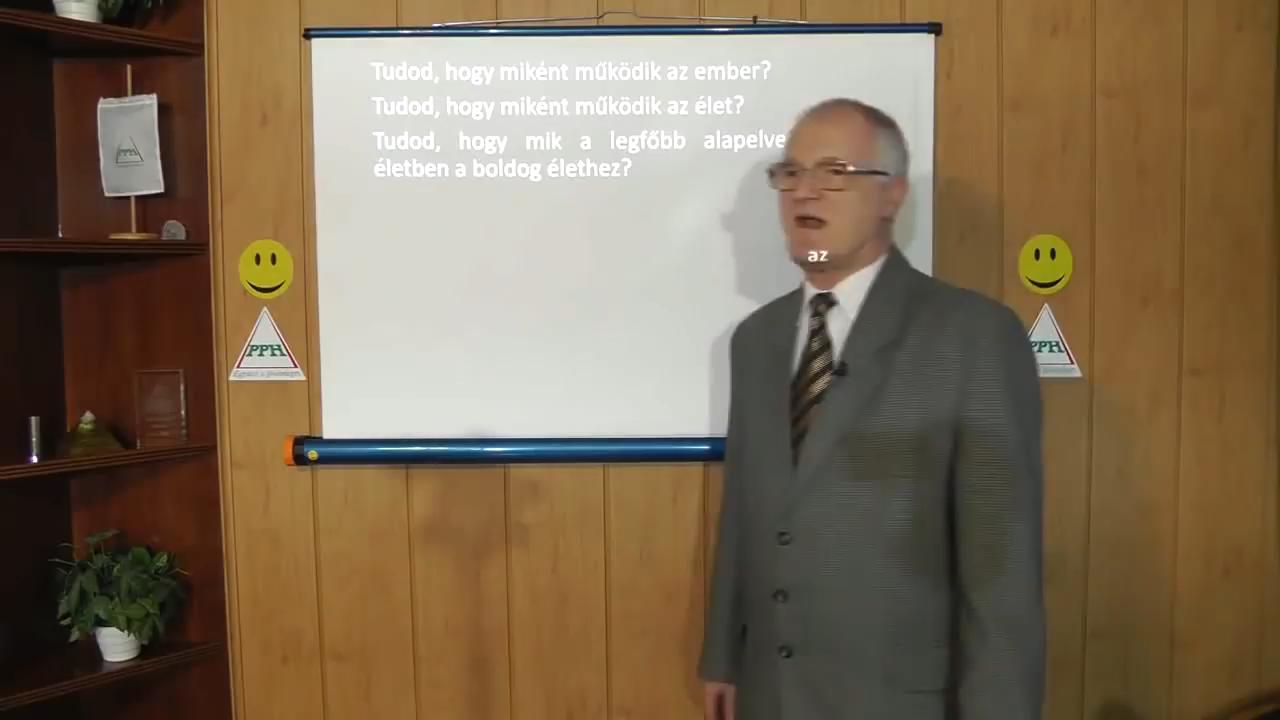 Tudod, hogy miként működik az ember?
Tudod, hogy miként működik az élet?
Tudod, hogy mik a legfőbb alapelve az
életben a boldog élethez?
PPH
PPH
PPH